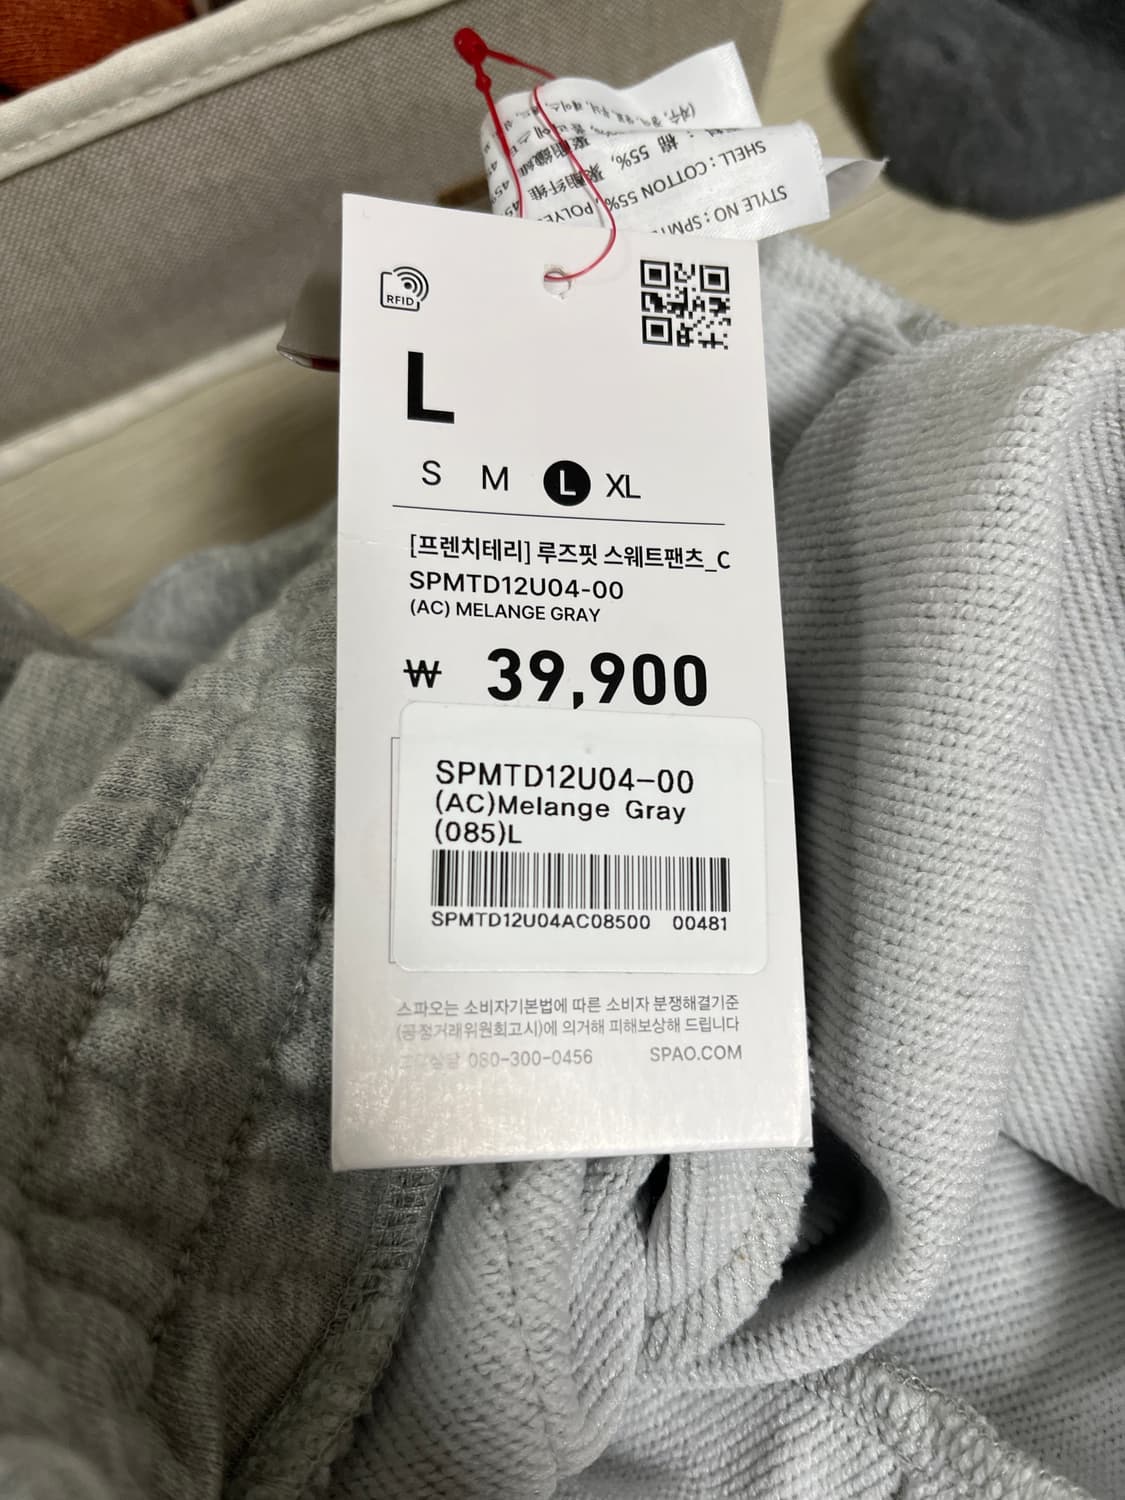 SHELL : COTTON 55%, POLYE
STYLE NO : SPMT
RFID
L
S M L XL
[프렌치테리] 루즈핏 스웨트팬츠_C
SPMTD12U04-00
(AC) MELANGE GRAY
₩ 39,900
SPMTD12U04-00
(AC)Melange Gray
(085)L
SPMTD12U04AC08500 00481
스파오는 소비자기본법에 따른 소비자 분쟁해결기준
(공정거래위원회고시)에 의거해 피해보상해 드립니다
080-300-0456 SPAO.COM